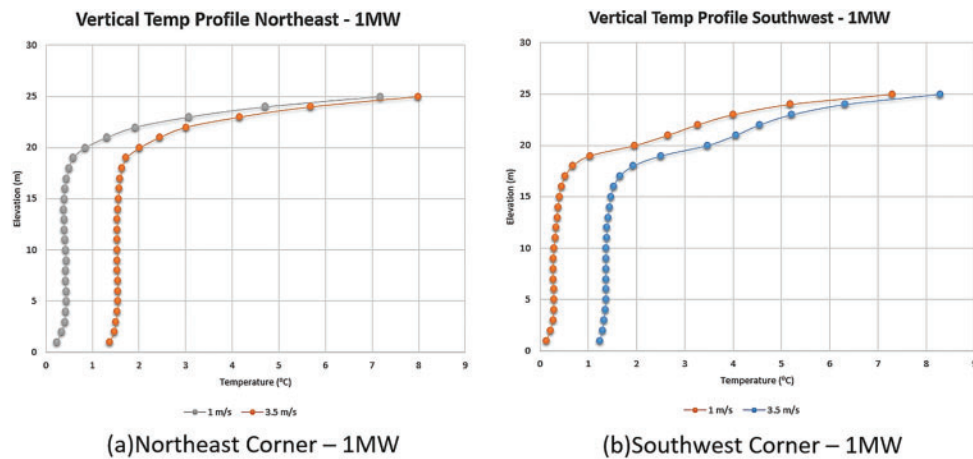 Vertical Temp Profile Northeast - 1MW
30
25
20
15
10
5
0
Elevation (m)
0 1 2 3 4 5 6 7 8 9
Temperature (⁰C)
1 m/s 3.5 m/s
(a)Northeast Corner – 1MW
Vertical Temp Profile Southwest - 1MW
30
25
20
15
10
5
0
Elevation (m)
0 1 2 3 4 5 6 7 8 9
Temperature (⁰C)
1 m/s 3.5 m/s
(b)Southwest Corner – 1MW